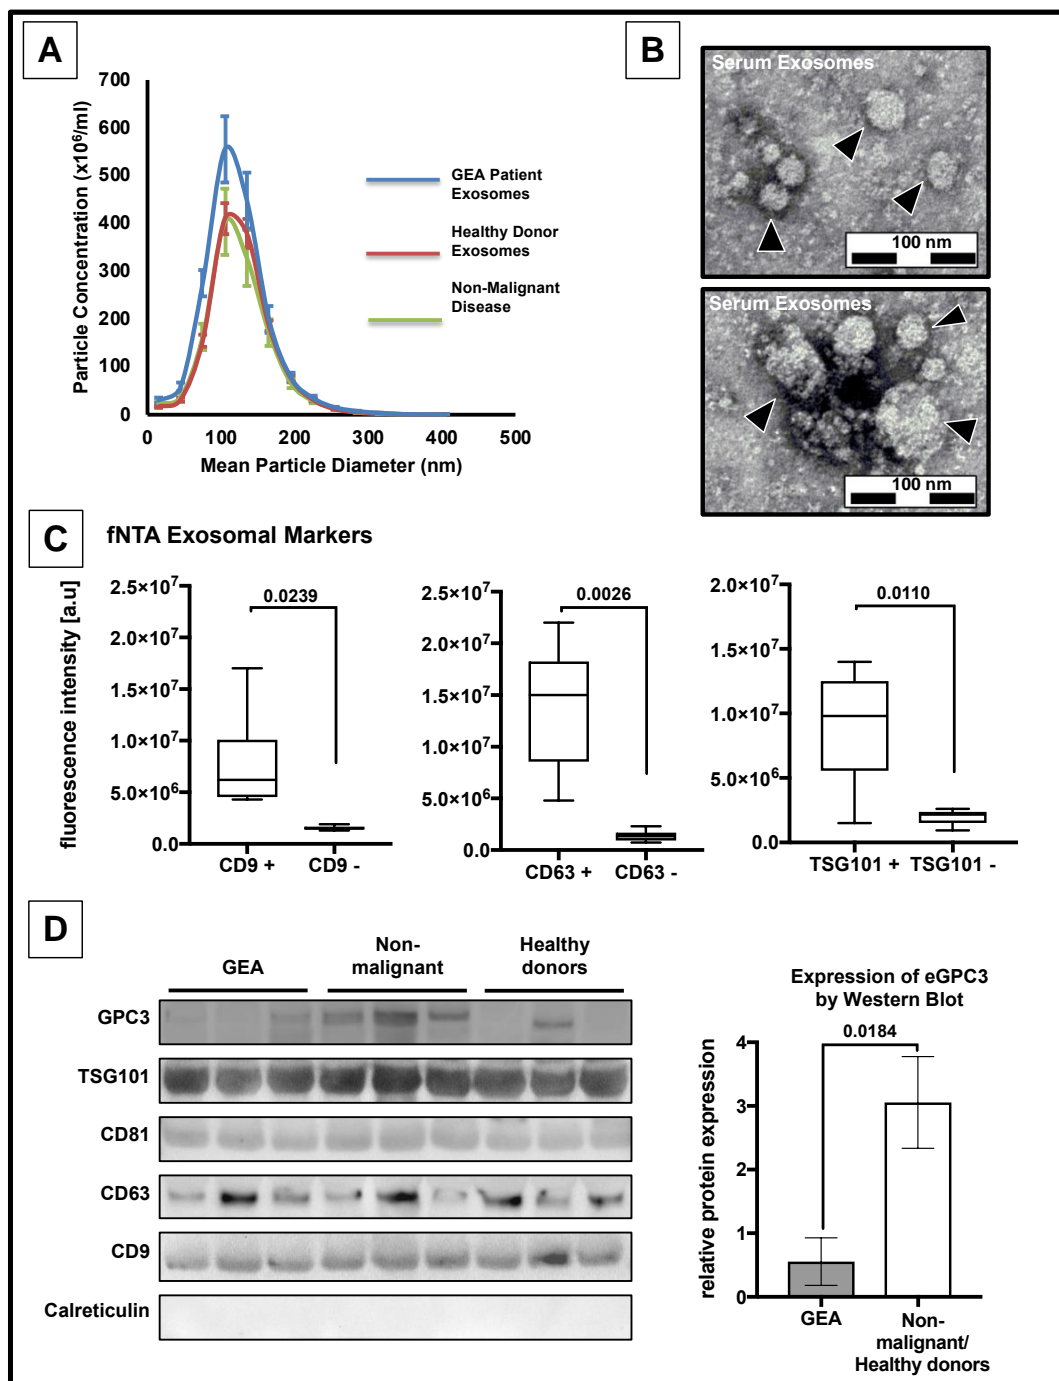 A
700
600
500
400
300
200
100
0
Particle Concentration (x10⁶/ml)
0 100 200 300 400 500
Mean Particle Diameter (nm)
GEA Patient
Exosomes
Healthy Donor
Exosomes
Non-Malignant
Disease
B
Serum Exosomes
100 nm
Serum Exosomes
100 nm
C
fNTA Exosomal Markers
fluorescence intensity [a.u]
2.5×10⁷
2.0×10⁷
1.5×10⁷
1.0×10⁷
5.0×10⁶
0.0
0.0239
CD9 + CD9 -
2.5×10⁷
2.0×10⁷
1.5×10⁷
1.0×10⁷
5.0×10⁶
0.0
0.0026
CD63 + CD63 -
2.0×10⁷
1.5×10⁷
1.0×10⁷
5.0×10⁶
0.0
0.0110
TSG101 + TSG101 -
D
GEA
Non-
malignant
Healthy
donors
GPC3
TSG101
CD81
CD63
CD9
Calreticulin
Expression of eGPC3
by Western Blot
relative protein expression
4
3
2
1
0
0.0184
GEA
Non-
malignant/
Healthy donors